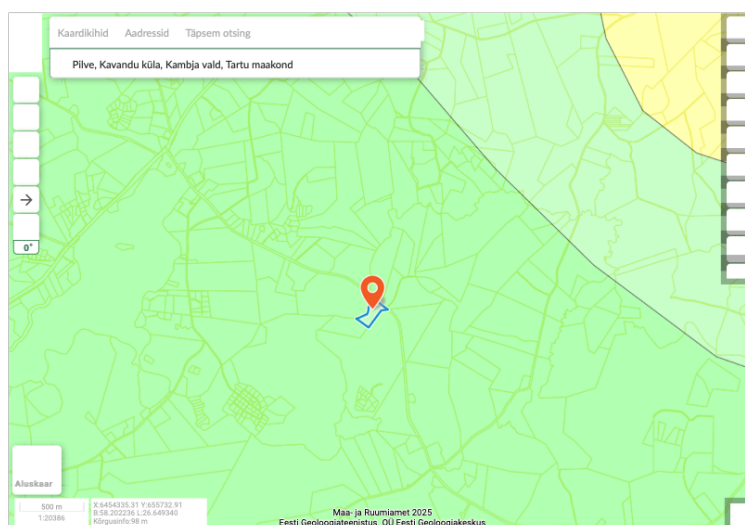 Kaardikihid Aadressid Täpsem otsing
Pilve, Kavandu küla, Kambja vald, Tartu maakond
0°
Aluskaar
500 m
1:20386
X:6454335.31 Y:655732.91
B:58.202236 L:26.649340
Kõrgusinfo:98 m
Maa- ja Ruumiamet 2025
Eesti Geoloogiateenistus, OÜ Eesti Geoloogiakeskus